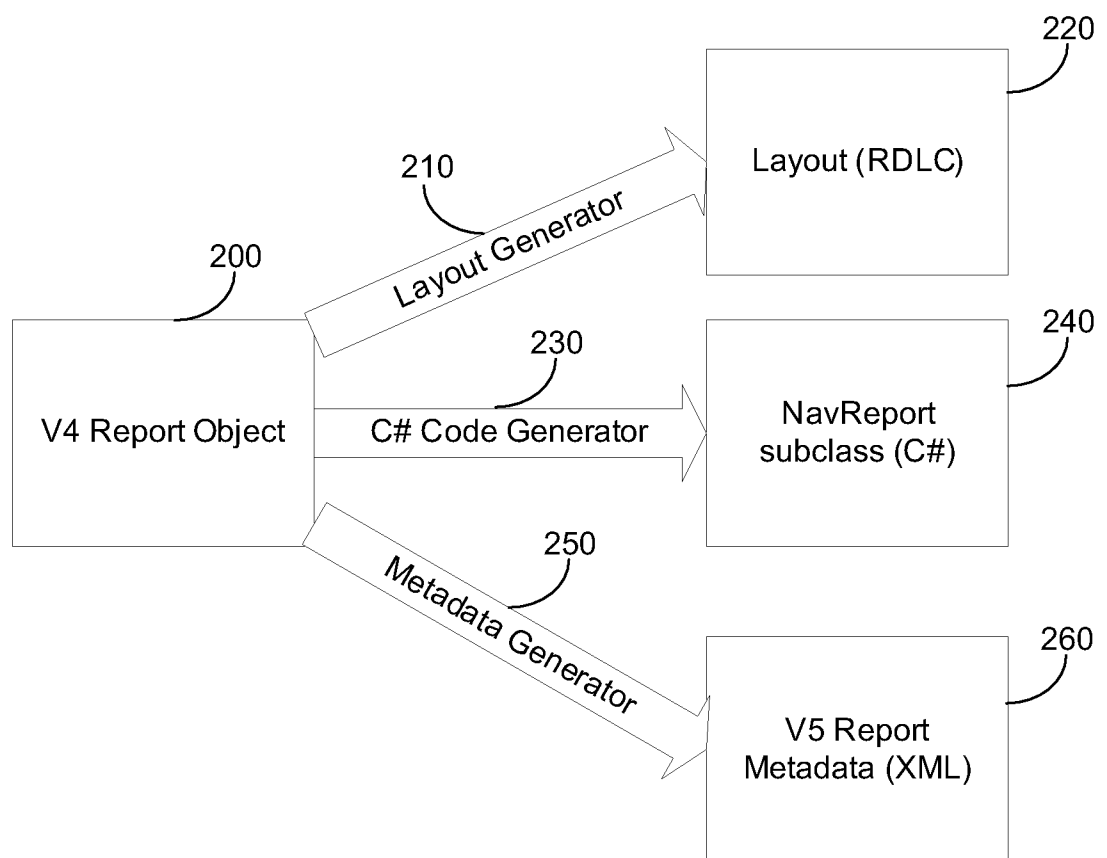 220
Layout (RDLC)
210
Layout Generator
200
V4 Report Object
230
C# Code Generator
240
NavReport
subclass (C#)
250
Metadata Generator
260
V5 Report
Metadata (XML)